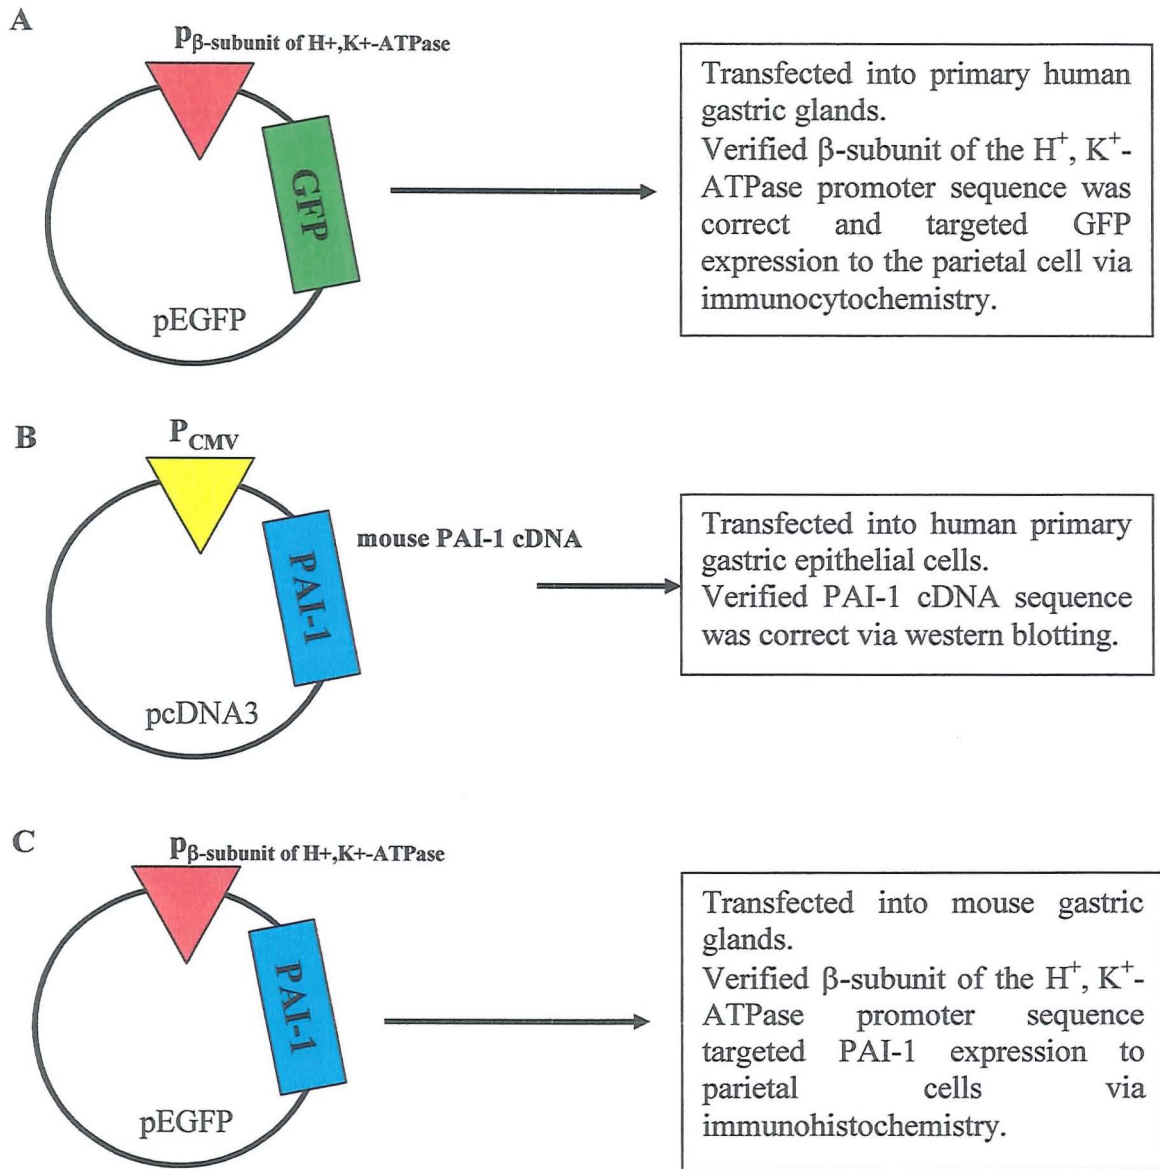 A
Pβ-subunit of H+,K+-ATPase
GFP
pEGFP
Transfected into primary human
gastric glands.
Verified β-subunit of the H⁺, K⁺-
ATPase promoter sequence was
correct and targeted GFP
expression to the parietal cell via
immunocytochemistry.
B
PCMV
PAI-1
mouse PAI-1 cDNA
pcDNA3
Transfected into human primary
gastric epithelial cells.
Verified PAI-1 cDNA sequence
was correct via western blotting.
C
Pβ-subunit of H+,K+-ATPase
PAI-1
pEGFP
Transfected into mouse gastric
glands.
Verified β-subunit of the H⁺, K⁺-
ATPase promoter sequence
targeted PAI-1 expression to
parietal cells via
immunohistochemistry.